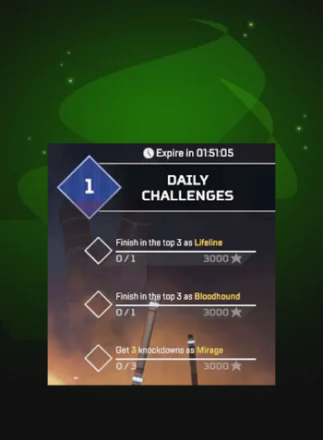 Expire in 01:51:05
1
DAILY
CHALLENGES
Finish in the top 3 as Lifeline
0/1 3000
Finish in the top 3 as Bloodhound
0/1 3000
Get 3 knockdowns as Mirage
0/3 3000